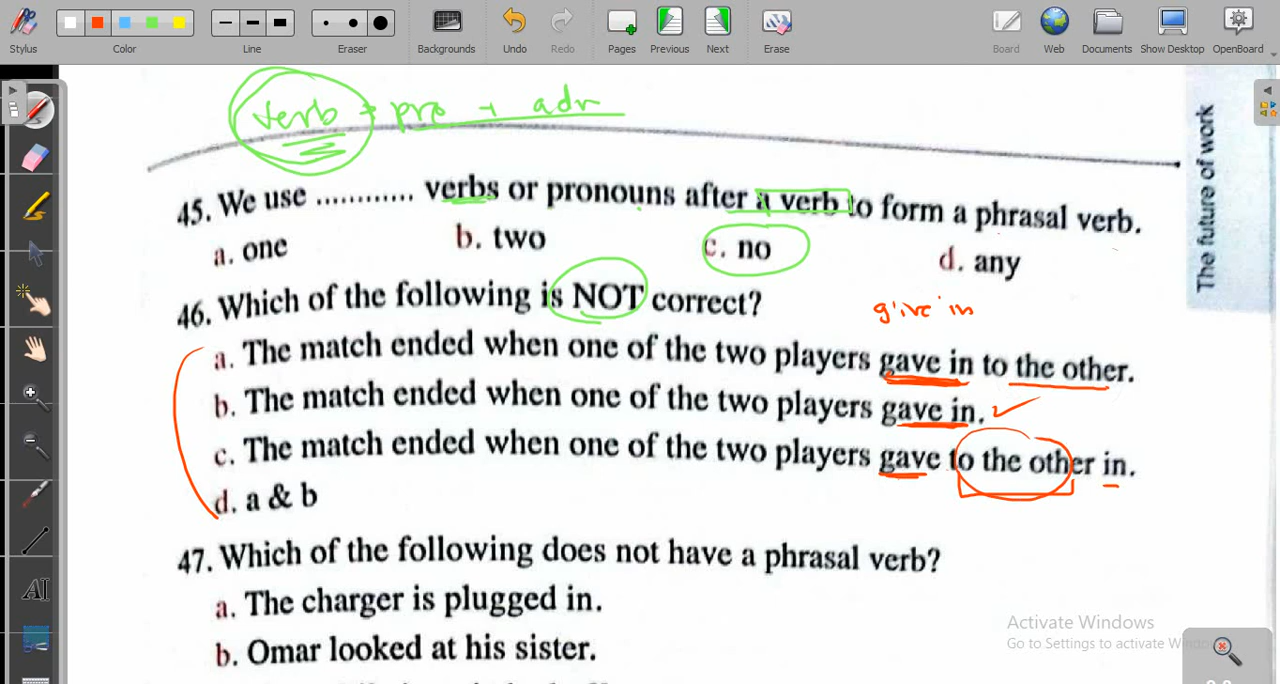 Stylus Color Line Eraser Backgrounds Undo Redo Pages Previous Next Erase Board Web Documents Show Desktop OpenBoard
verb = pro + adv
The future of work
45. We use ............ verbs or pronouns after a verb to form a phrasal verb.
a. one b. two c. no d. any
46. Which of the following is NOT correct?
give in
a. The match ended when one of the two players gave in to the other.
b. The match ended when one of the two players gave in.
c. The match ended when one of the two players gave to the other in.
d. a & b
47. Which of the following does not have a phrasal verb?
a. The charger is plugged in.
b. Omar looked at his sister.
AI
Activate Windows
Go to Settings to activate